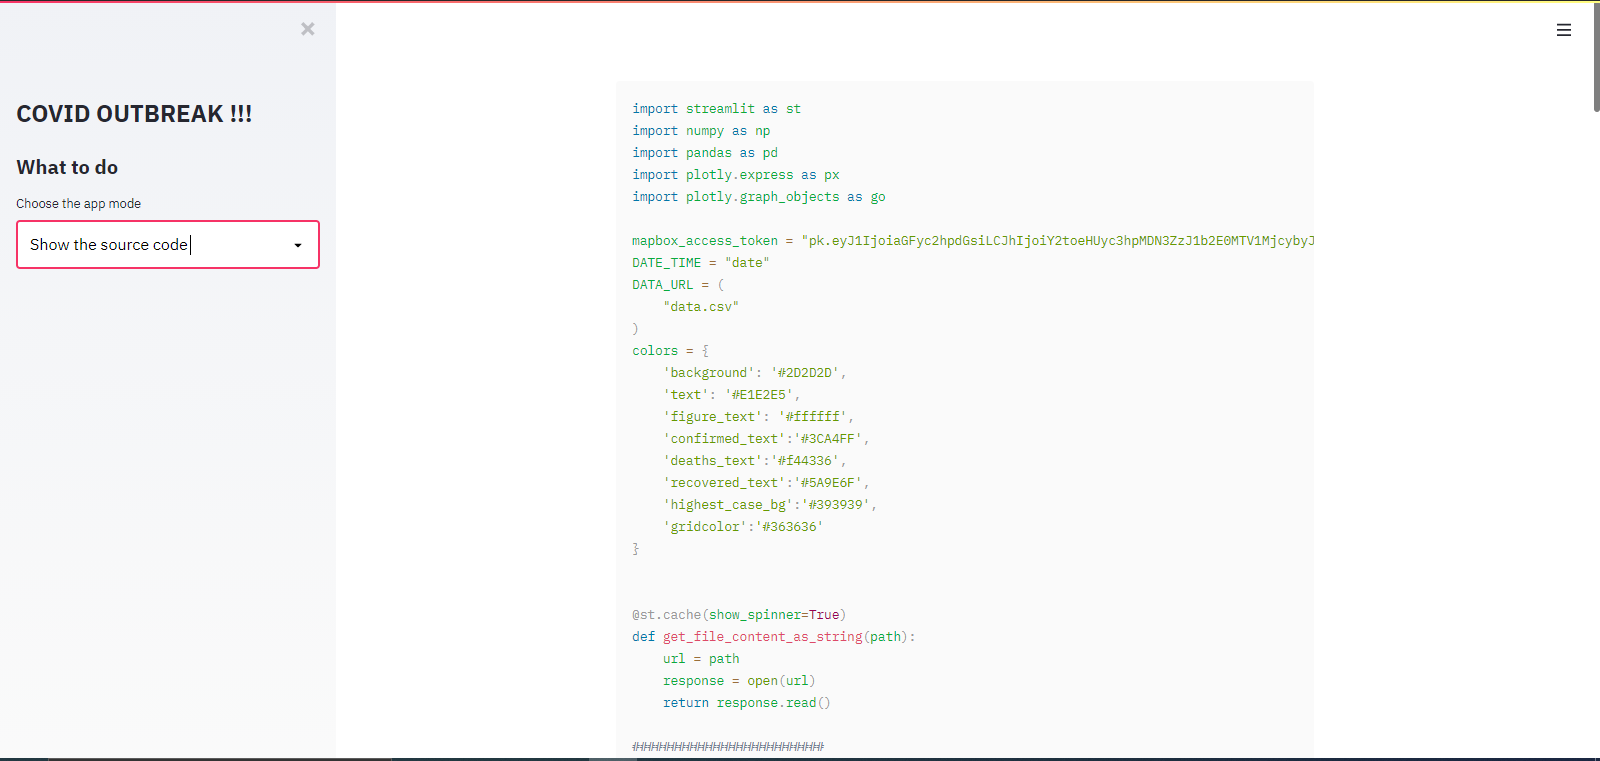 COVID OUTBREAK !!!
What to do
Choose the app mode
Show the source code
import streamlit as st
import numpy as np
import pandas as pd
import plotly.express as px
import plotly.graph_objects as go
mapbox_access_token = "pk.eyJ1IjoiaGFyc2hpdGsiLCJhIjoiY2toeHUyc3hpMDN3ZzJ1b2E0MTV1MjcybyJ
DATE_TIME = "date"
DATA_URL = (
    "data.csv"
)
colors = {
    'background': '#2D2D2D',
    'text': '#E1E2E5',
    'figure_text': '#ffffff',
    'confirmed_text':'#3CA4FF',
    'deaths_text':'#f44336',
    'recovered_text':'#5A9E6F',
    'highest_case_bg':'#393939',
    'gridcolor':'#363636'
}
@st.cache(show_spinner=True)
def get_file_content_as_string(path):
    url = path
    response = open(url)
    return response.read()
#########################